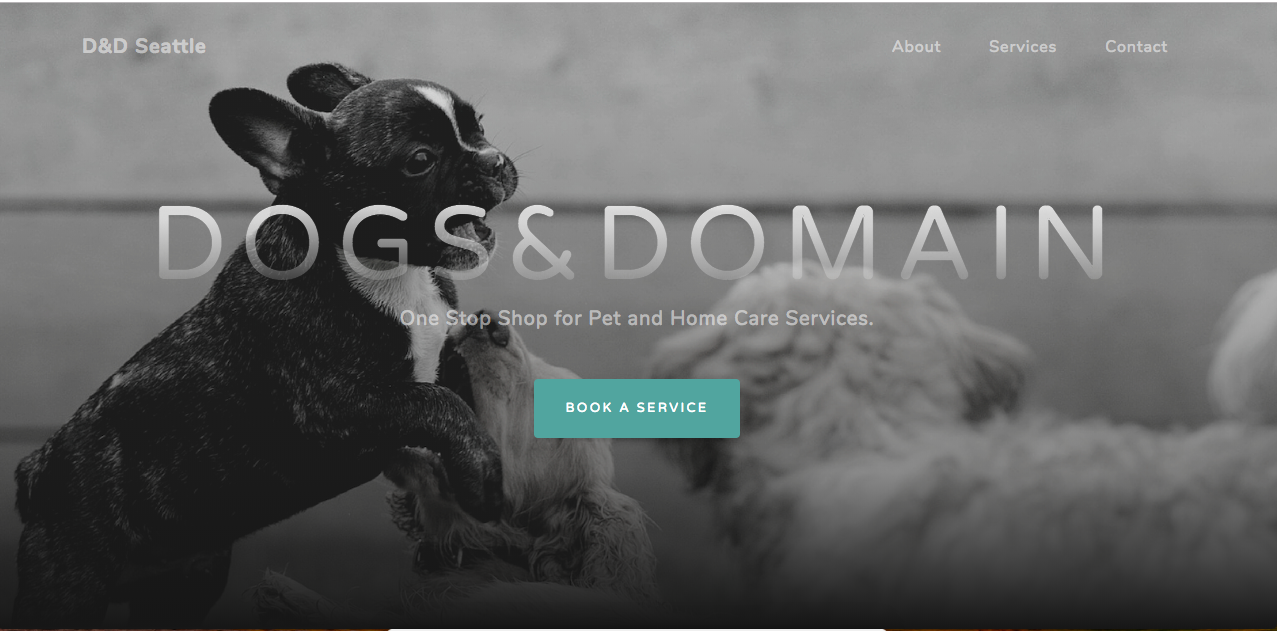 D&D Seattle
About Services Contact
DOGS&DOMAIN
One Stop Shop for Pet and Home Care Services.
BOOK A SERVICE